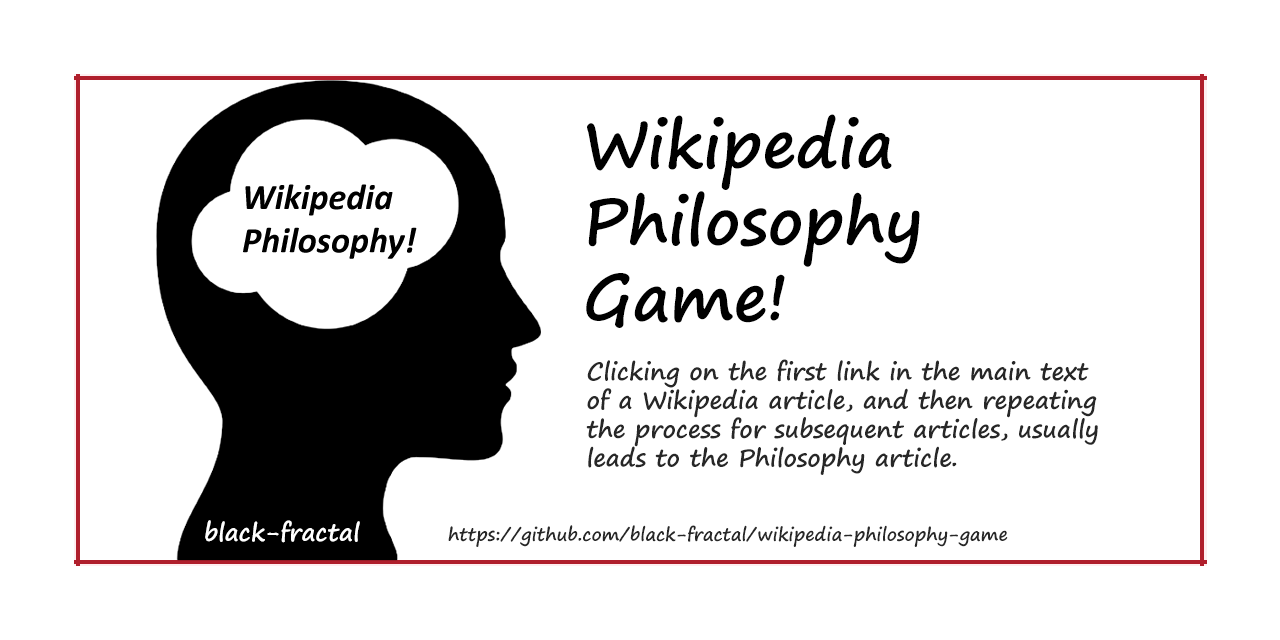 Wikipedia
Philosophy!
Wikipedia
Philosophy
Game!
Clicking on the first link in the main text
of a Wikipedia article, and then repeating
the process for subsequent articles, usually
leads to the Philosophy article.
black-fractal
https://github.com/black-fractal/wikipedia-philosophy-game